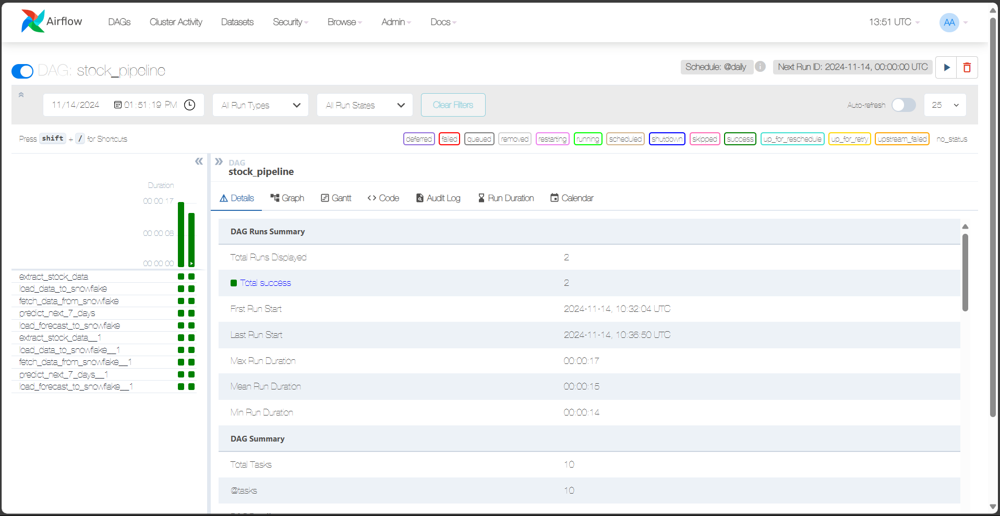 Airflow DAGs Cluster Activity Datasets Security Browse Admin Docs 13:51 UTC AA
DAG: stock_pipeline Schedule: @daily i Next Run ID: 2024-11-14, 00:00:00 UTC
11/14/2024 01:51:19 PM All Run Types All Run States Clear Filters Auto-refresh 25
Press shift + / for Shortcuts deferred failed queued removed restarting running scheduled shutdown skipped success up_for_reschedule up_for_retry upstream_failed no_status
DAG
stock_pipeline
Details Graph Gantt Code Audit Log Run Duration Calendar
Duration
00:00:17
00:00:08
00:00:00
extract_stock_data
load_data_to_snowflake
fetch_data_from_snowflake
predict_next_7_days
load_forecast_to_snowflake
extract_stock_data__1
load_data_to_snowflake__1
fetch_data_from_snowflake__1
predict_next_7_days__1
load_forecast_to_snowflake__1
DAG Runs Summary
Total Runs Displayed 2
Total success 2
First Run Start 2024-11-14, 10:32:04 UTC
Last Run Start 2024-11-14, 10:36:50 UTC
Max Run Duration 00:00:17
Mean Run Duration 00:00:15
Min Run Duration 00:00:14
DAG Summary
Total Tasks 10
@tasks 10